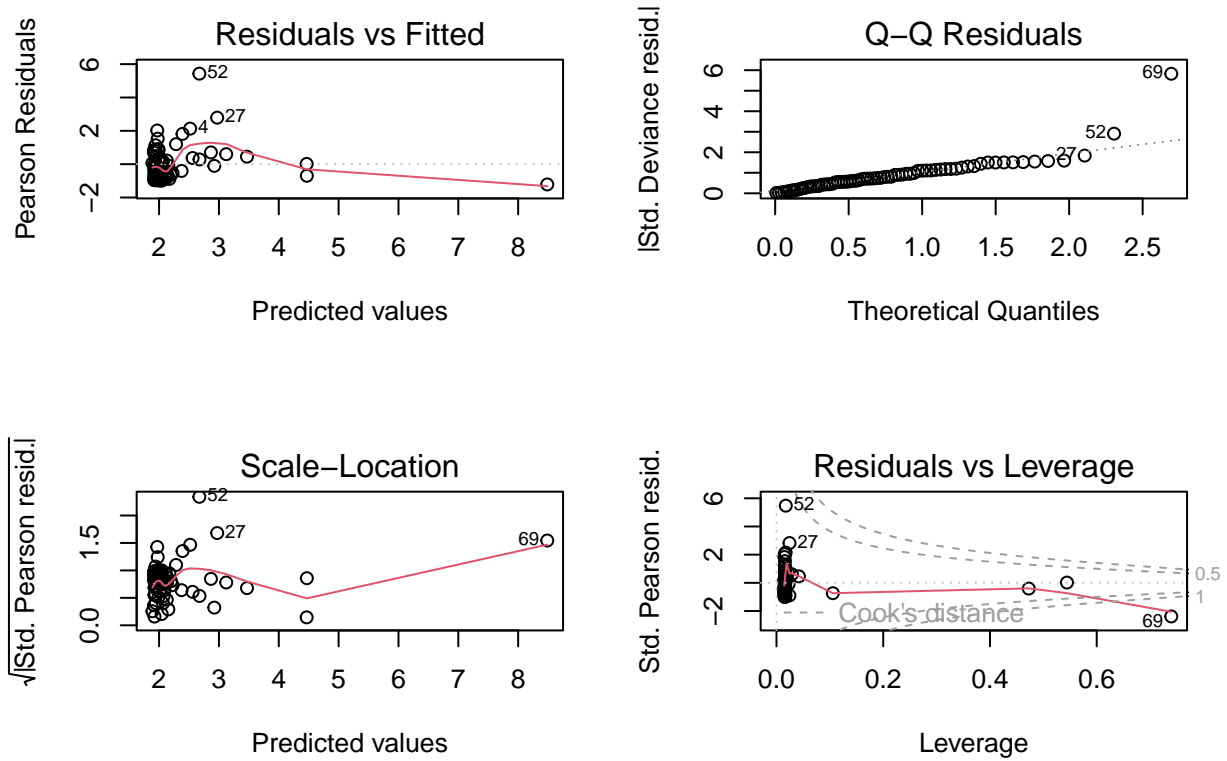 Residuals vs Fitted
Pearson Residuals
6
2
−2
52
27
4
2 3 4 5 6 7 8
Predicted values
Q−Q Residuals
|Std. Deviance resid.|
6
4
2
0
69
52
27
0.0 0.5 1.0 1.5 2.0 2.5
Theoretical Quantiles
Scale−Location
√|Std. Pearson resid.|
1.5
0.0
52
27
69
2 3 4 5 6 7 8
Predicted values
Residuals vs Leverage
Std. Pearson resid.
6
2
−2
52
27
0.5
1
Cook's distance
69
0.0 0.2 0.4 0.6
Leverage